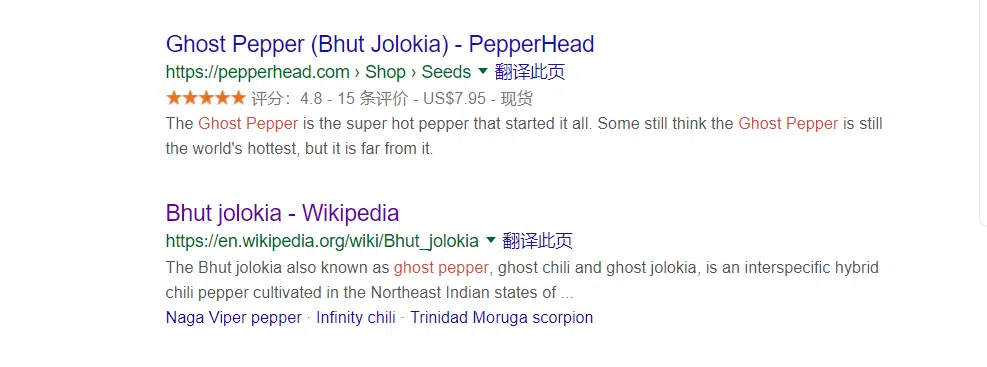 Ghost Pepper (Bhut Jolokia) - PepperHead
https://pepperhead.com › Shop › Seeds ▼ 翻译此页
★★★★★ 评分：4.8 - 15 条评价 - US$7.95 - 现货
The Ghost Pepper is the super hot pepper that started it all. Some still think the Ghost Pepper is still
the world's hottest, but it is far from it.
Bhut jolokia - Wikipedia
https://en.wikipedia.org/wiki/Bhut_jolokia ▼ 翻译此页
The Bhut jolokia also known as ghost pepper, ghost chili and ghost jolokia, is an interspecific hybrid
chili pepper cultivated in the Northeast Indian states of ...
Naga Viper pepper · Infinity chili · Trinidad Moruga scorpion